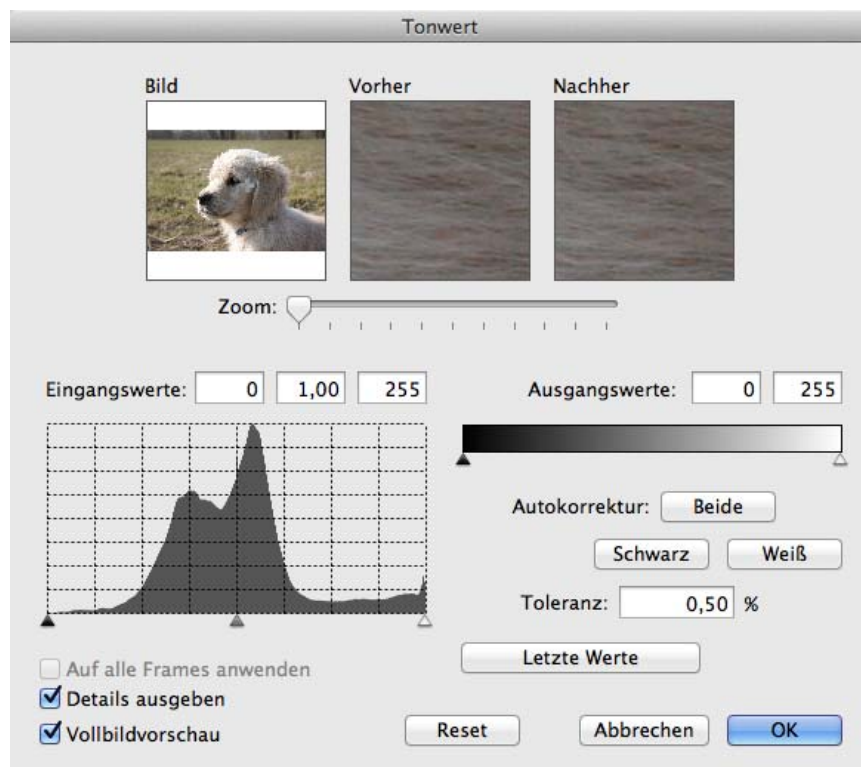 Tonwert
Bild Vorher Nachher
Zoom:
Eingangswerte: 0 1,00 255
Ausgangswerte: 0 255
Autokorrektur: Beide
Schwarz Weiß
Toleranz: 0,50 %
Letzte Werte
Auf alle Frames anwenden
Details ausgeben
Vollbildvorschau
Reset Abbrechen OK